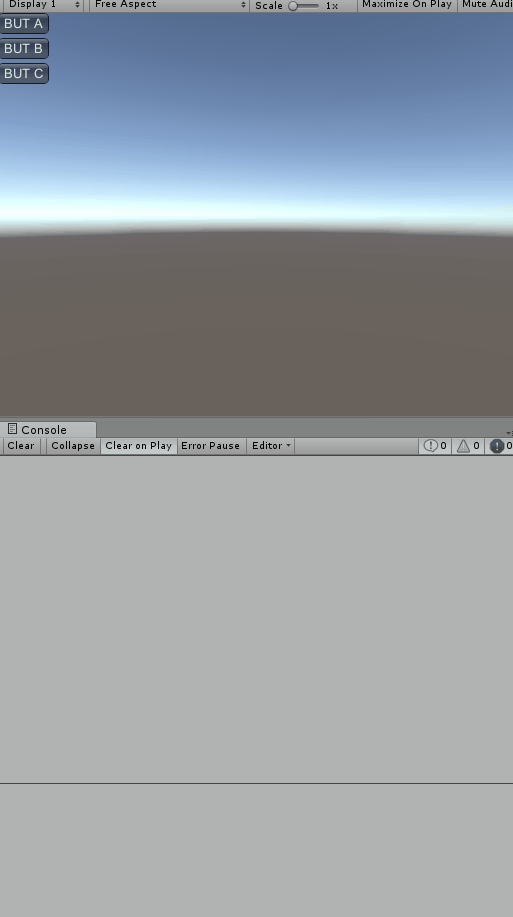 Display 1 Free Aspect Scale 1x Maximize On Play Mute Audi
BUT A
BUT B
BUT C
Console
Clear Collapse Clear on Play Error Pause Editor 0 0 0